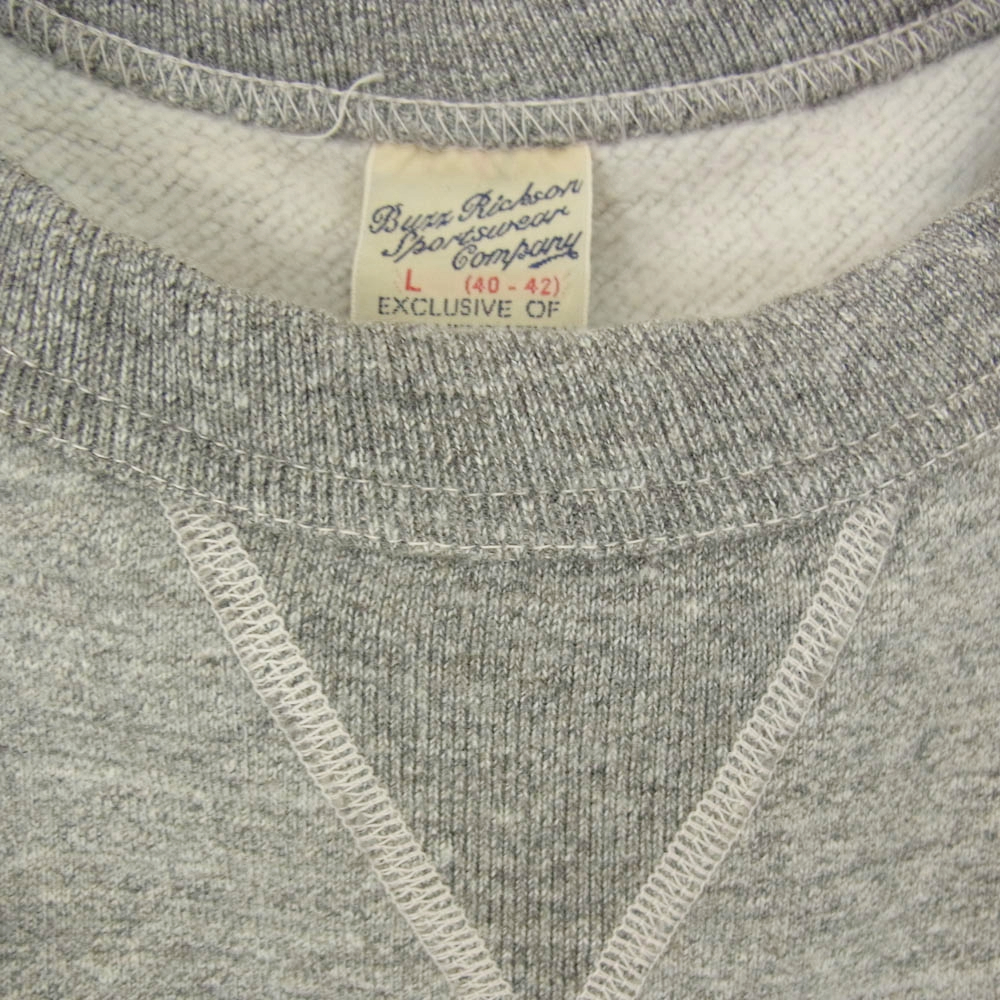 Buzz Rickson
Sportswear
Company
L (40 - 42)
EXCLUSIVE OF